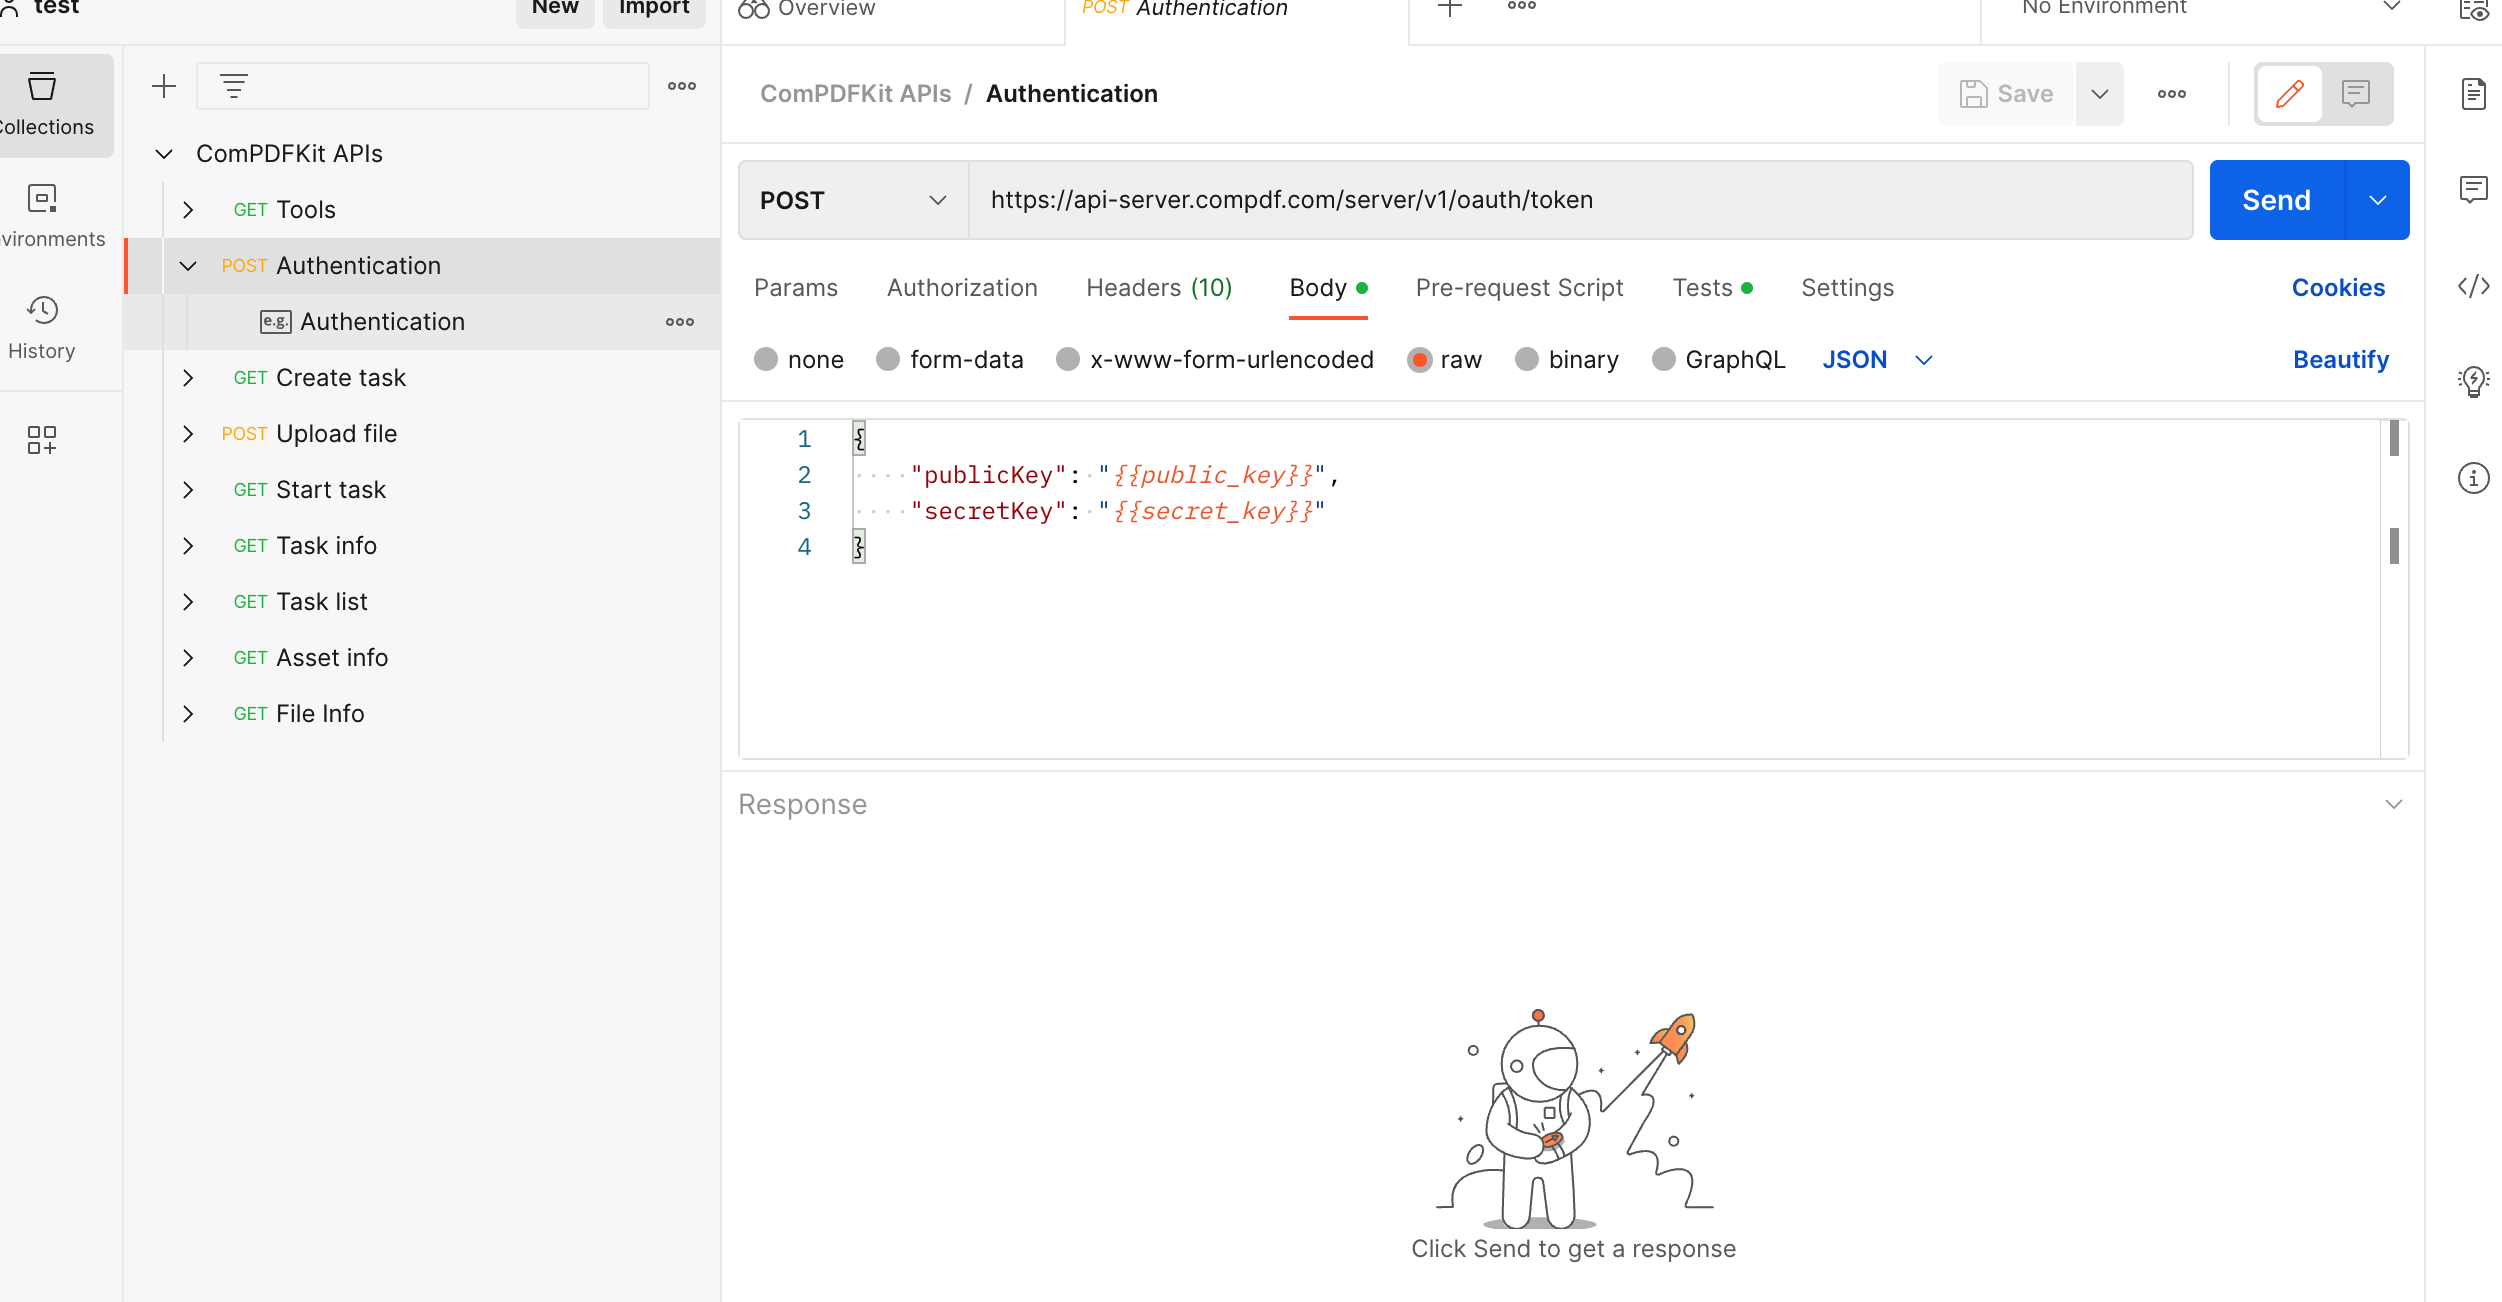 test New Import
Overview POST Authentication No Environment
ComPDFKit APIs / Authentication Save
ollections
ComPDFKit APIs
POST https://api-server.compdf.com/server/v1/oauth/token Send
GET Tools
vironments
POST Authentication
Params Authorization Headers (10) Body Pre-request Script Tests Settings Cookies
e.g. Authentication
History
none form-data x-www-form-urlencoded raw binary GraphQL JSON Beautify
GET Create task
POST Upload file
GET Start task
GET Task info
GET Task list
GET Asset info
GET File Info
1 {
2 "publicKey": "{{public_key}}",
3 "secretKey": "{{secret_key}}"
4 }
Response
Click Send to get a response